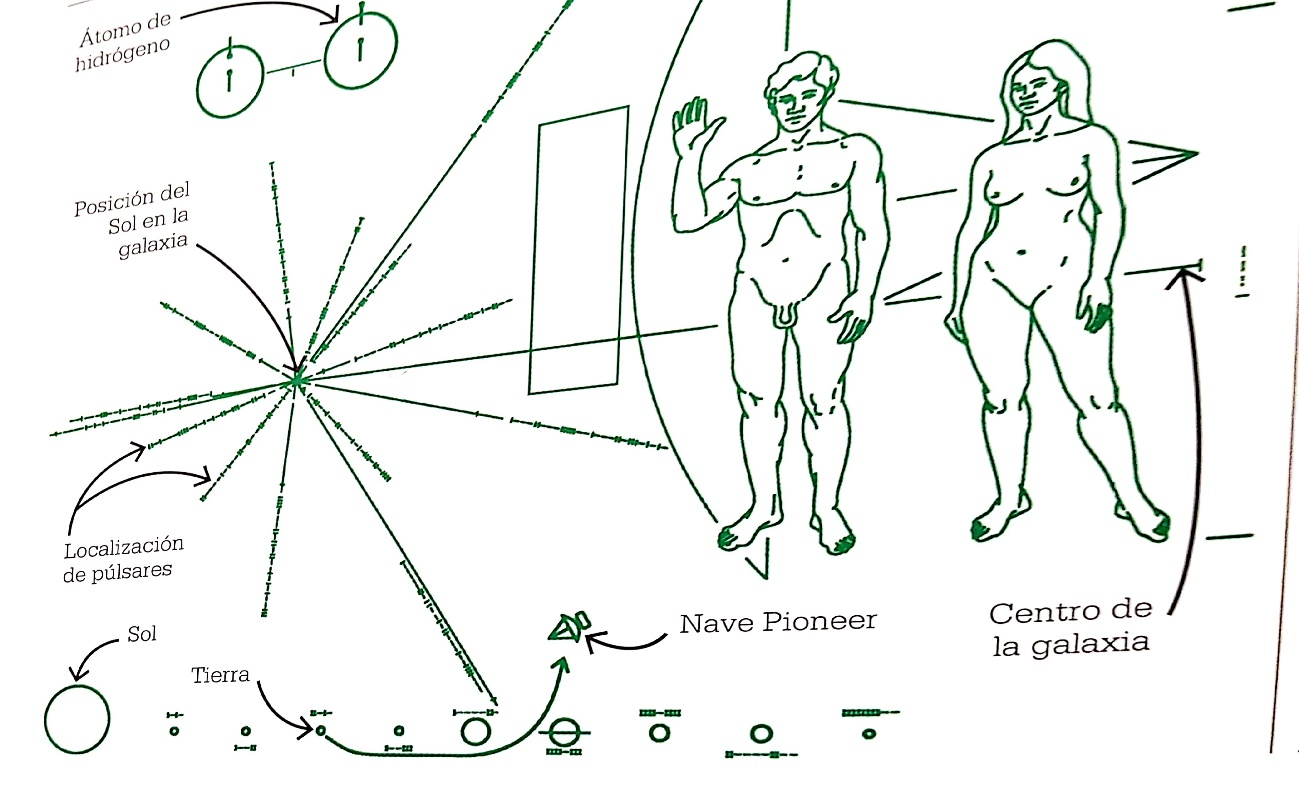 Átomo de
hidrógeno
Posición del
Sol en la
galaxia
Localización
de púlsares
Sol
Tierra
Nave Pioneer
Centro de
la galaxia